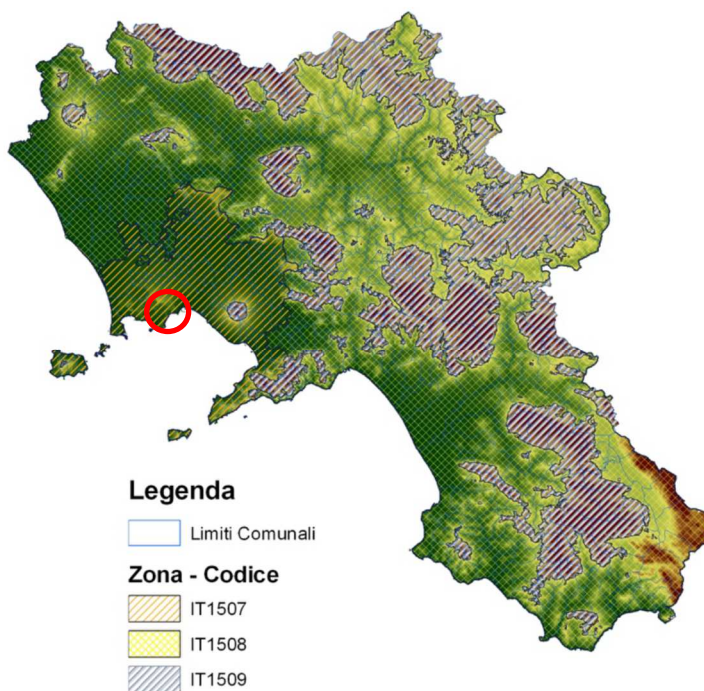 Legenda
Limiti Comunali
Zona - Codice
IT1507
IT1508
IT1509